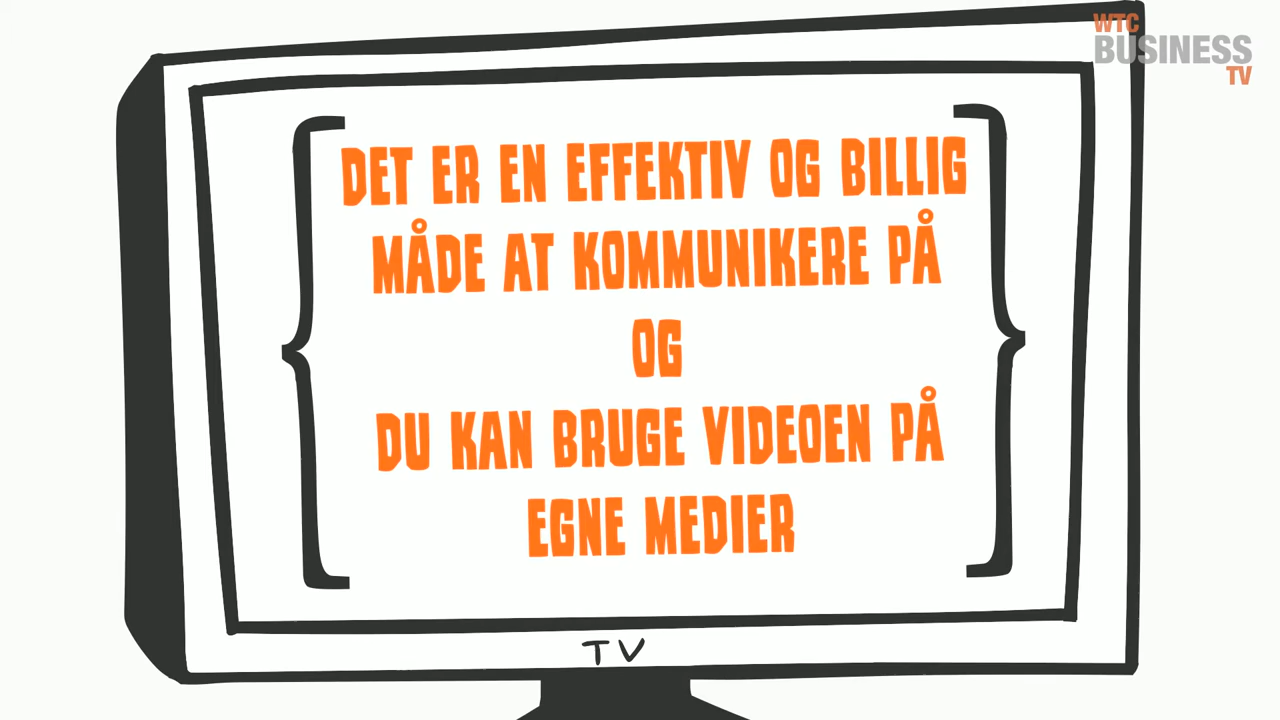 WTC
BUSINESS
TV
DET ER EN EFFEKTIV OG BILLIG
MÅDE AT KOMMUNIKERE PÅ
OG
DU KAN BRUGE VIDEOEN PÅ
EGNE MEDIER
TV